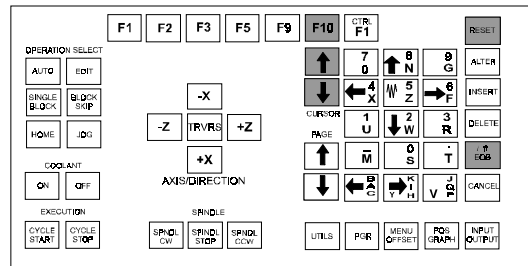 F1 F2 F3 F5 F9 F10 CTRL F1 RESET
OPERATION SELECT
AUTO EDIT
7 0 8 N 9 G ALTER
SINGLE BLOCK BLOCK SKIP
-X
4 X 5 Z 6 F INSERT
HOME JOG
-Z TRVRS +Z
CURSOR
1 U 2 W 3 R DELETE
PAGE
+X
- M 0 S . T EOB
COOLANT
AXIS/DIRECTION
ON OFF
B A C Y K I H V J Q P CANCEL
EXECUTION
SPINDLE
CYCLE START CYCLE STOP SPNDL CW SPINDL STOP SPNDL CCW UTILS PGR MENU OFFSET POS GRAPH INPUT OUTPUT